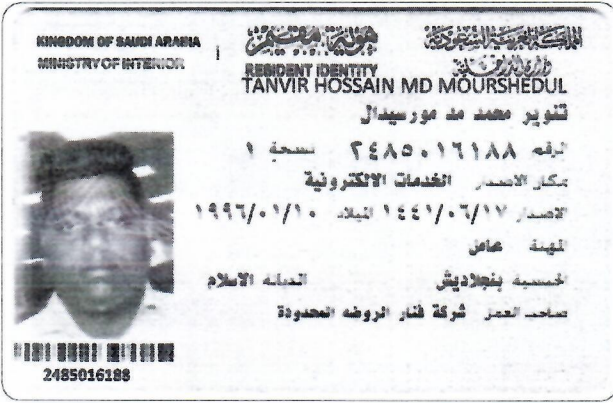 KINGDOM OF SAUDI ARABIA
MINISTRY OF INTERIOR
هوية مقيم
RESIDENT IDENTITY
المملكة العربية السعودية
وزارة الداخلية
TANVIR HOSSAIN MD MOURSHEDUL
تنوير محمد مد مورسيدال
الرقم ٢٤٨٥٠١٦١٨٨ نسخة ١
مكان الاصدار الخدمات الالكترونية
الاصدار ١٤٤١/٠٦/١٧ الميلاد ١٩٩٦/٠١/١٠
المهنة عامل
الجنسية بنجلاديش الديانة الاسلام
صاحب العمل شركة فنار الروضه المحدودة
2485016188